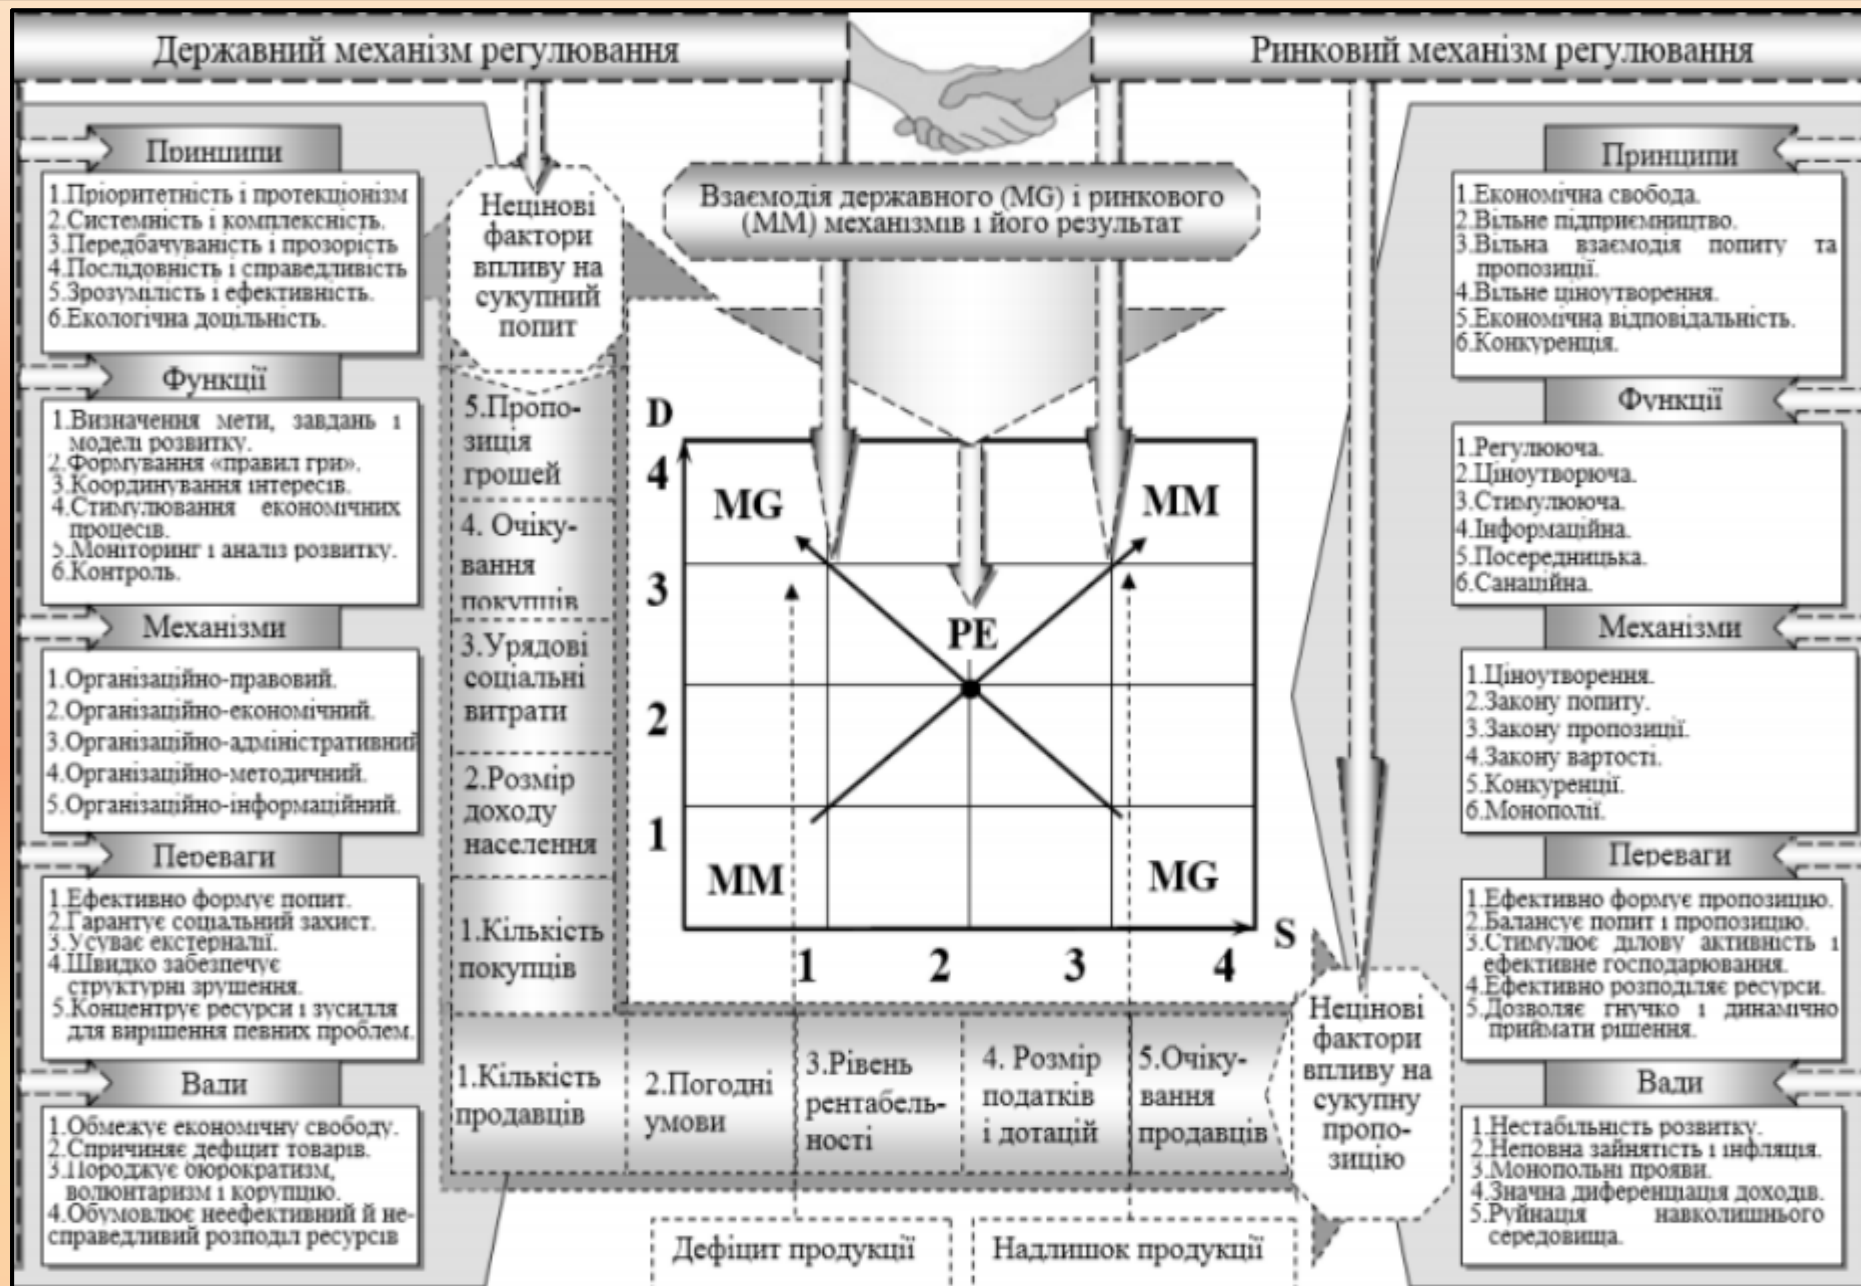 Державний механізм регулювання
Ринковий механізм регулювання
Принципи
1.Пріоритетність і протекціонізм
2.Системність і комплексність.
3.Передбачуваність і прозорість
4.Послідовність і справедливість
5.Зрозумілість і ефективність.
6.Екологічна доцільність.
Функції
1.Визначення мети, завдань і
моделі розвитку.
2.Формування «правил гри».
3.Координування інтересів.
4.Стимулювання економічних
процесів.
5.Моніторинг і аналіз розвитку.
6.Контроль.
Механізми
1.Організаційно-правовий.
2.Організаційно-економічний.
3.Організаційно-адміністративний
4.Організаційно-методичний.
5.Організаційно-інформаційний.
Переваги
1.Ефективно формує попит.
2.Гарантує соціальний захист.
3.Усуває екстерналії.
4.Швидко забезпечує
структурні зрушення.
5.Концентрує ресурси і зусилля
для вирішення певних проблем.
Вади
1.Обмежує економічну свободу.
2.Спричиняє дефіцит товарів.
3.Породжує бюрократизм,
волюнтаризм і корупцію.
4.Обумовлює неефективний й не-
справедливий розподіл ресурсів
Нецінові
фактори
впливу на
сукупний
попит
5.Пропо-
зиція
грошей
4. Очіку-
вання
покупців
3.Урядові
соціальні
витрати
2.Розмір
доходу
населення
1.Кількість
покупців
Взаємодія державного (MG) і ринкового
(ММ) механізмів і його результат
D
4
3
2
1
MG
MM
PE
MM
MG
S
1
2
3
4
1.Кількість
продавців
2.Погодні
умови
3.Рівень
рентабель-
ності
4. Розмір
податків
і дотацій
5.Очіку-
вання
продавців
Нецінові
фактори
впливу на
сукупну
пропо-
зицію
Дефіцит продукції
Надлишок продукції
Принципи
1.Економічна свобода.
2.Вільне підприємництво.
3.Вільна взаємодія попиту та
пропозиції.
4.Вільне ціноутворення.
5.Економічна відповідальність.
6.Конкуренція.
Функції
1.Регулююча.
2.Ціноутворююча.
3.Стимулююча.
4.Інформаційна.
5.Посередницька.
6.Санаційна.
Механізми
1.Ціноутворення.
2.Закону попиту.
3.Закону пропозиції.
4.Закону вартості.
5.Конкуренції.
6.Монополії.
Переваги
1.Ефективно формує пропозицію.
2.Балансує попит і пропозицію.
3.Стимулює ділову активність і
ефективне господарювання.
4.Ефективно розподіляє ресурси.
5.Дозволяє гнучко і динамічно
приймати рішення.
Вади
1.Нестабільність розвитку.
2.Неповна зайнятість і інфляція.
3.Монопольні прояви.
4.Значна диференціація доходів.
5.Руйнація навколишнього
середовища.